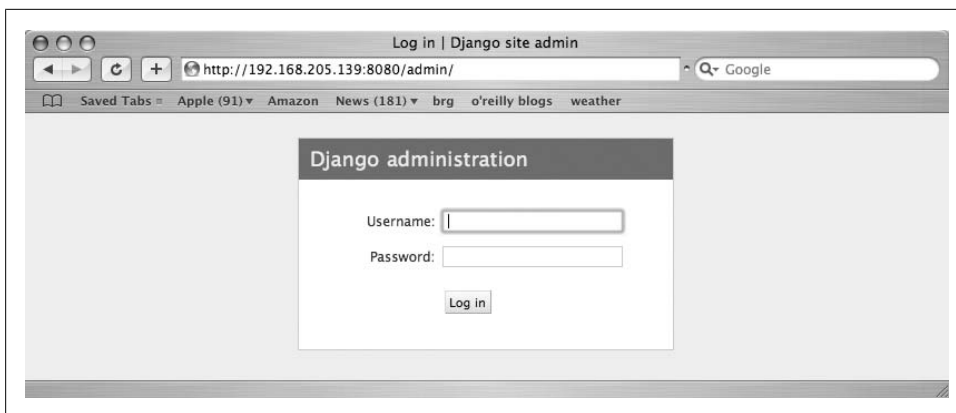 Log in | Django site admin
http://192.168.205.139:8080/admin/
Google
Saved Tabs Apple (91) Amazon News (181) brg o'reilly blogs weather
Django administration
Username:
Password:
Log in